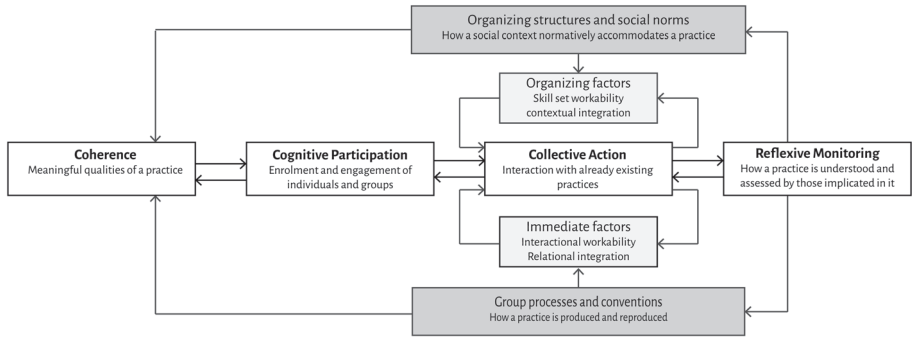 Organizing structures and social norms
How a social context normatively accommodates a practice
Organizing factors
Skill set workability
contextual integration
Coherence
Meaningful qualities of a practice
Cognitive Participation
Enrolment and engagement of
individuals and groups
Collective Action
Interaction with already existing
practices
Reflexive Monitoring
How a practice is understood and
assessed by those implicated in it
Immediate factors
Interactional workability
Relational integration
Group processes and conventions
How a practice is produced and reproduced